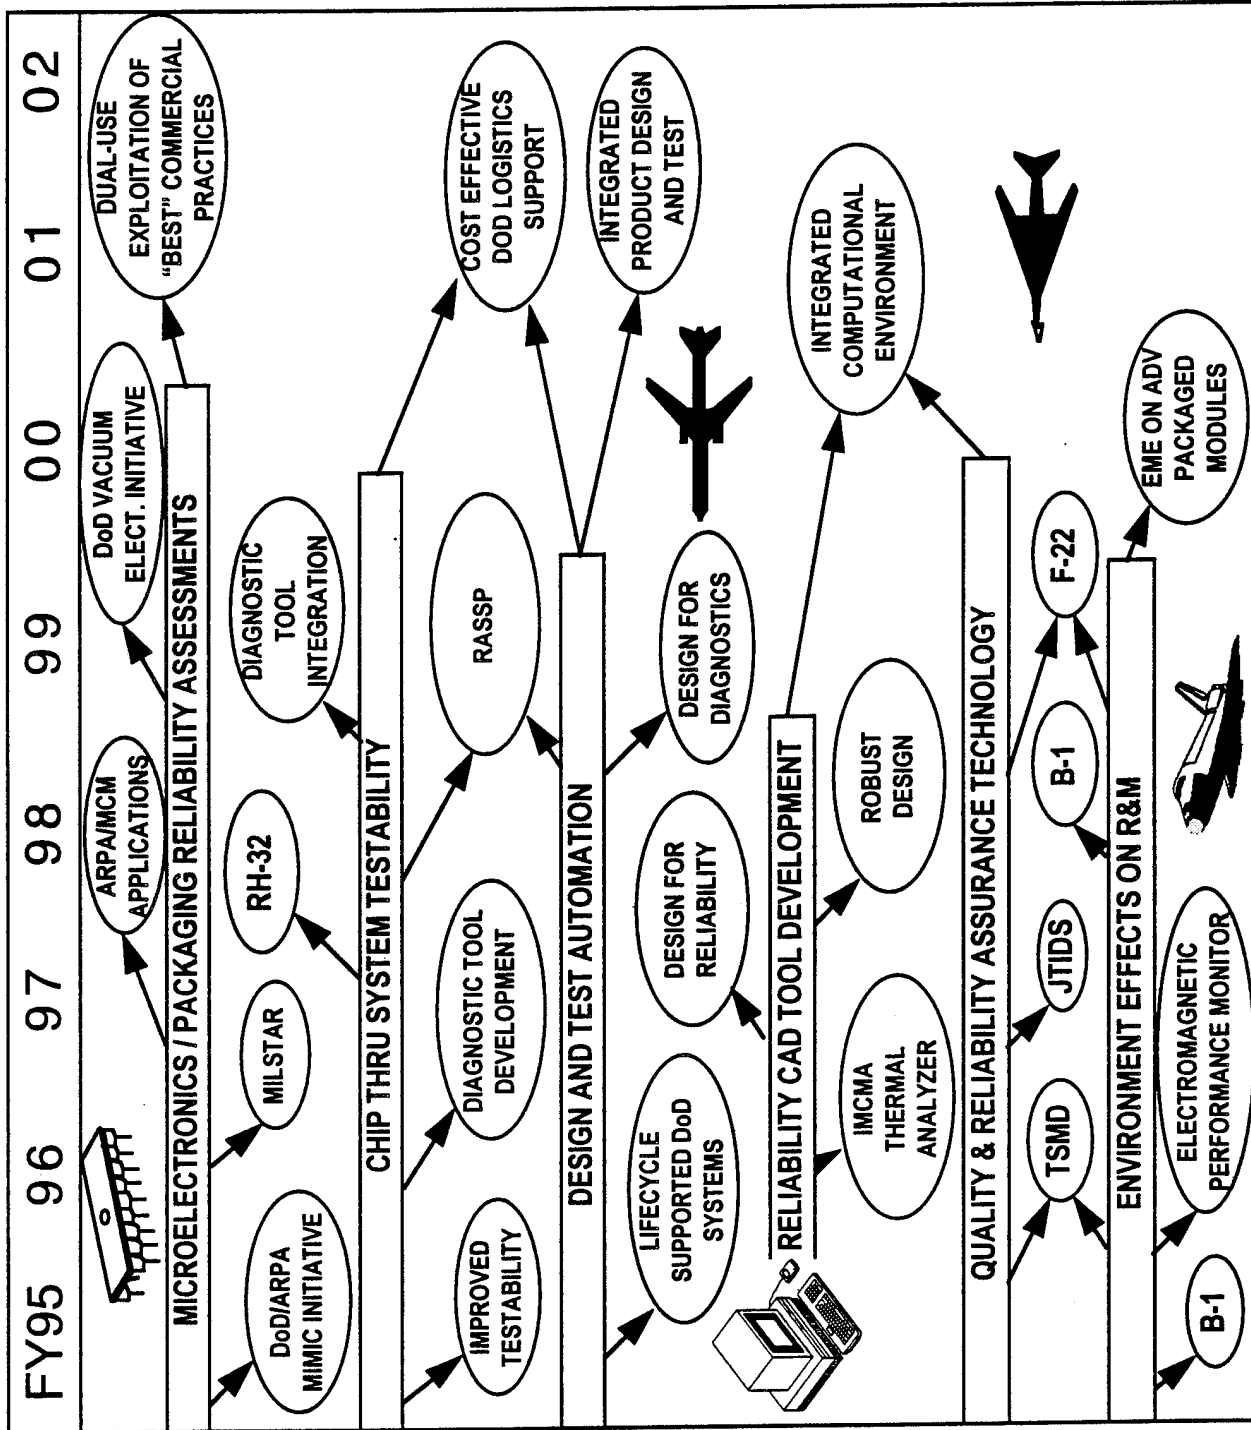 FY95 96 97 98 99 00 01 02
ARPA/MCM
APPLICATIONS
DoD VACUUM
ELECT. INITIATIVE
DUAL-USE
EXPLOITATION OF
"BEST" COMMERCIAL
PRACTICES
MICROELECTRONICS / PACKAGING RELIABILITY ASSESSMENTS
DoD/ARPA
MIMIC INITIATIVE
MILSTAR
RH-32
DIAGNOSTIC
TOOL
INTEGRATION
CHIP THRU SYSTEM TESTABILITY
IMPROVED
TESTABILITY
DIAGNOSTIC TOOL
DEVELOPMENT
RASSP
COST EFFECTIVE
DOD LOGISTICS
SUPPORT
DESIGN AND TEST AUTOMATION
LIFECYCLE
SUPPORTED DoD
SYSTEMS
DESIGN FOR
RELIABILITY
DESIGN FOR
DIAGNOSTICS
INTEGRATED
PRODUCT DESIGN
AND TEST
RELIABILITY CAD TOOL DEVELOPMENT
IMCMA
THERMAL
ANALYZER
ROBUST
DESIGN
INTEGRATED
COMPUTATIONAL
ENVIRONMENT
QUALITY & RELIABILITY ASSURANCE TECHNOLOGY
TSMD
JTIDS
B-1
F-22
ENVIRONMENT EFFECTS ON R&M
B-1
ELECTROMAGNETIC
PERFORMANCE MONITOR
EME ON ADV
PACKAGED
MODULES